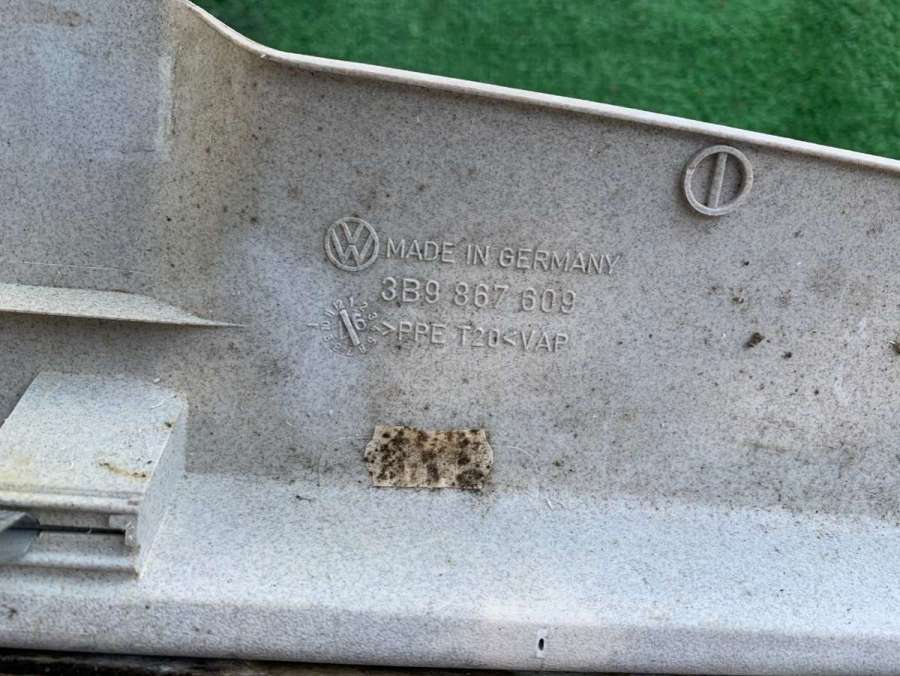 MADE IN GERMANY
3B9 867 609
>PPE T20<VAP